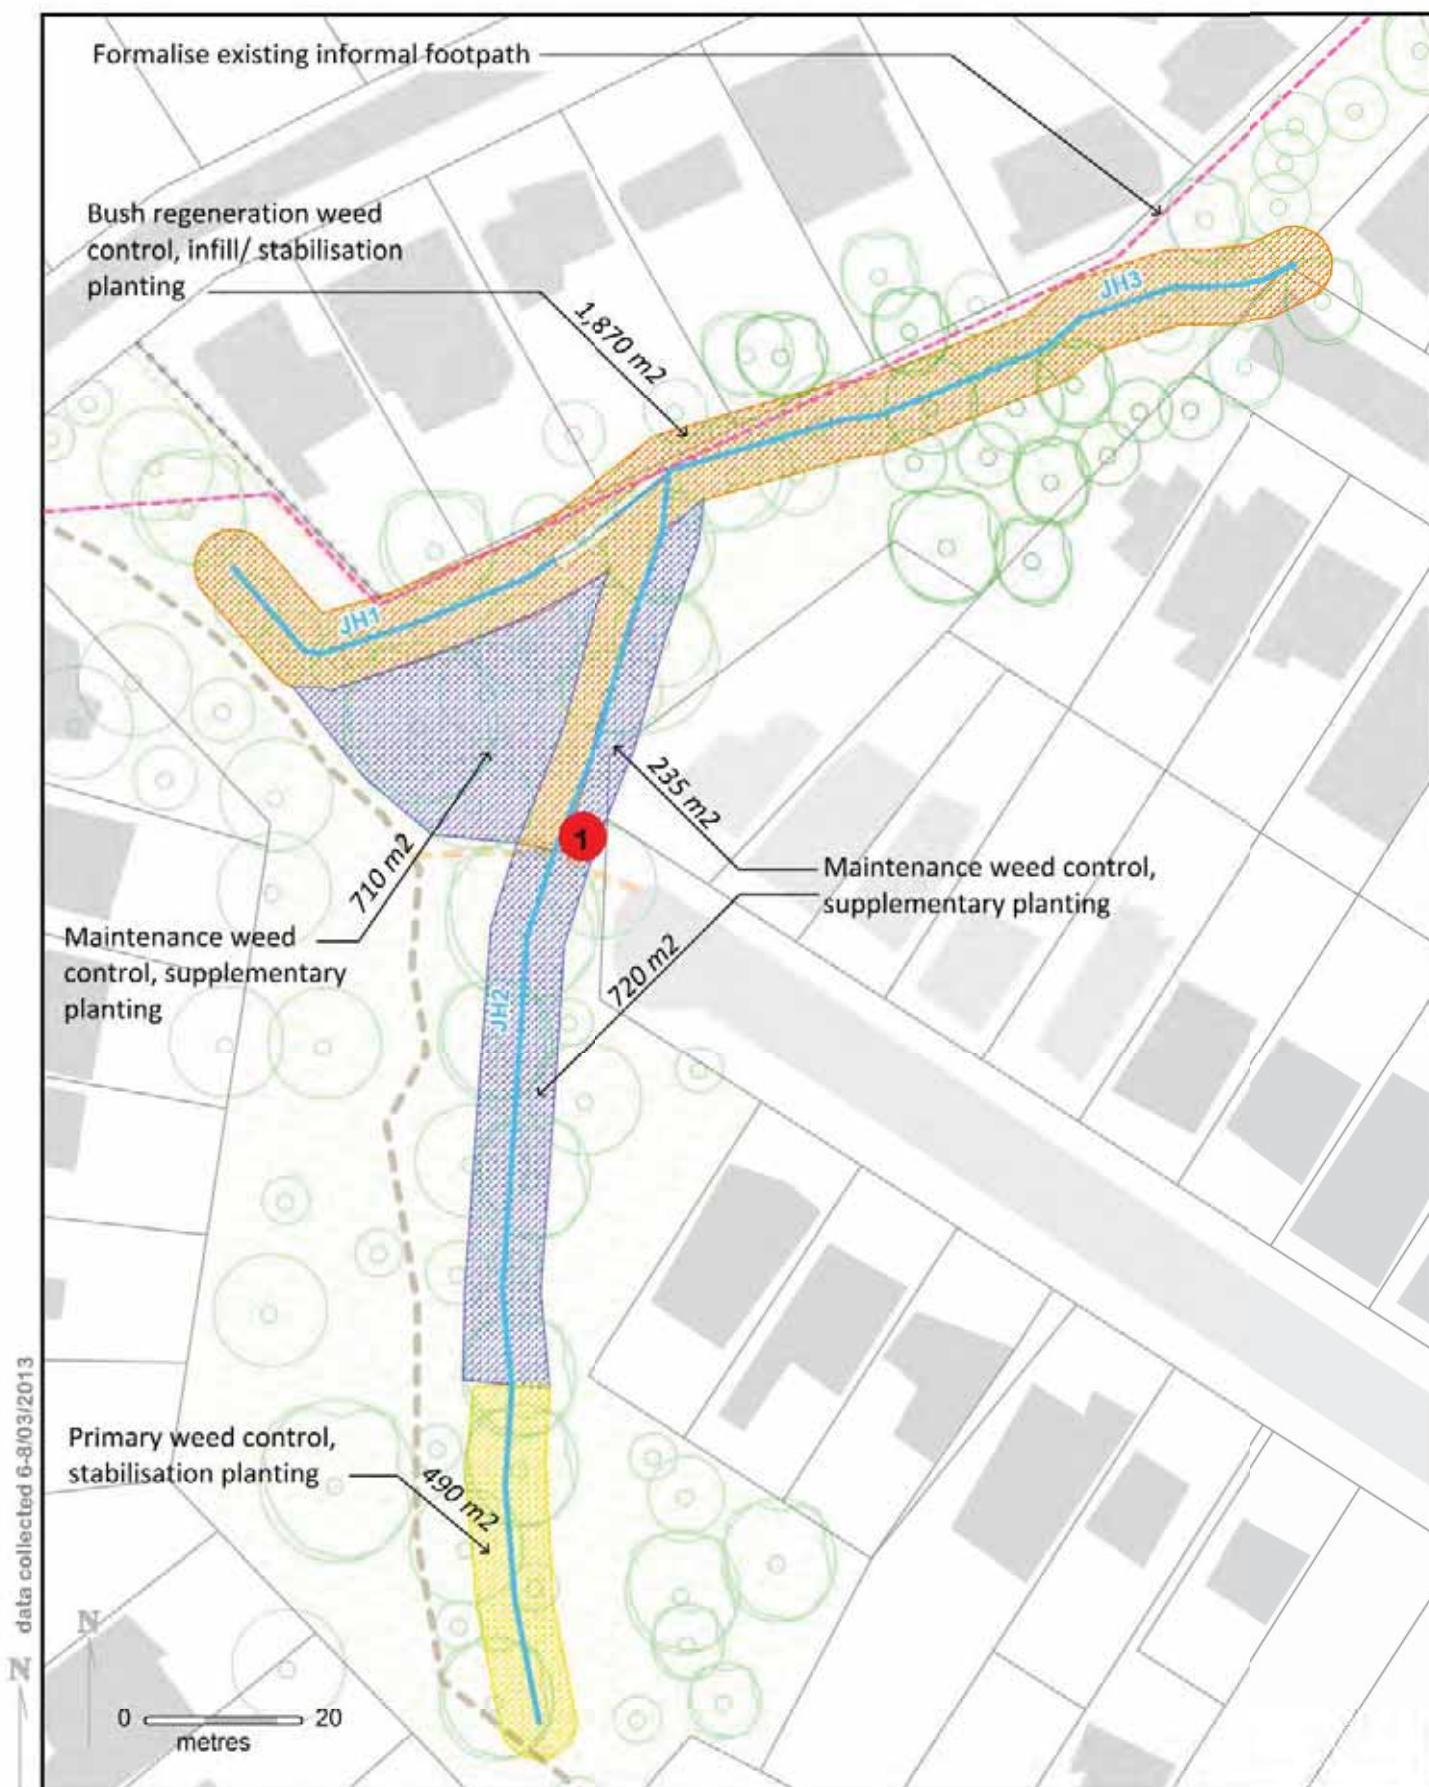 Formalise existing informal footpath
Bush regeneration weed
control, infill/ stabilisation
planting
1,870 m2
JH3
JH1
235 m2
710 m2
Maintenance weed control,
supplementary planting
1
Maintenance weed
control, supplementary
planting
720 m2
JH2
Primary weed control,
stabilisation planting
490 m2
data collected 6-8/03/2013
N
N
0 20
metres